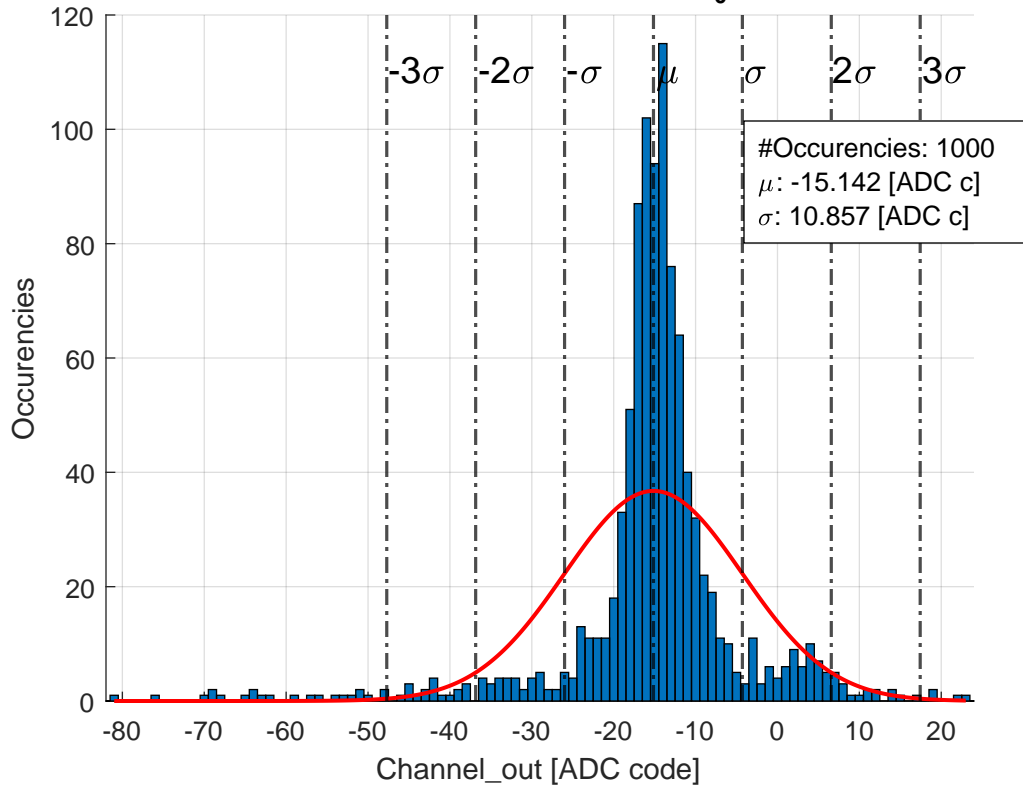 120
100
80
60
40
20
0
-3σ -2σ -σ μ σ 2σ 3σ
#Occurencies: 1000
μ: -15.142 [ADC c]
σ: 10.857 [ADC c]
Occurencies
-80 -70 -60 -50 -40 -30 -20 -10 0 10 20
Channel_out [ADC code]